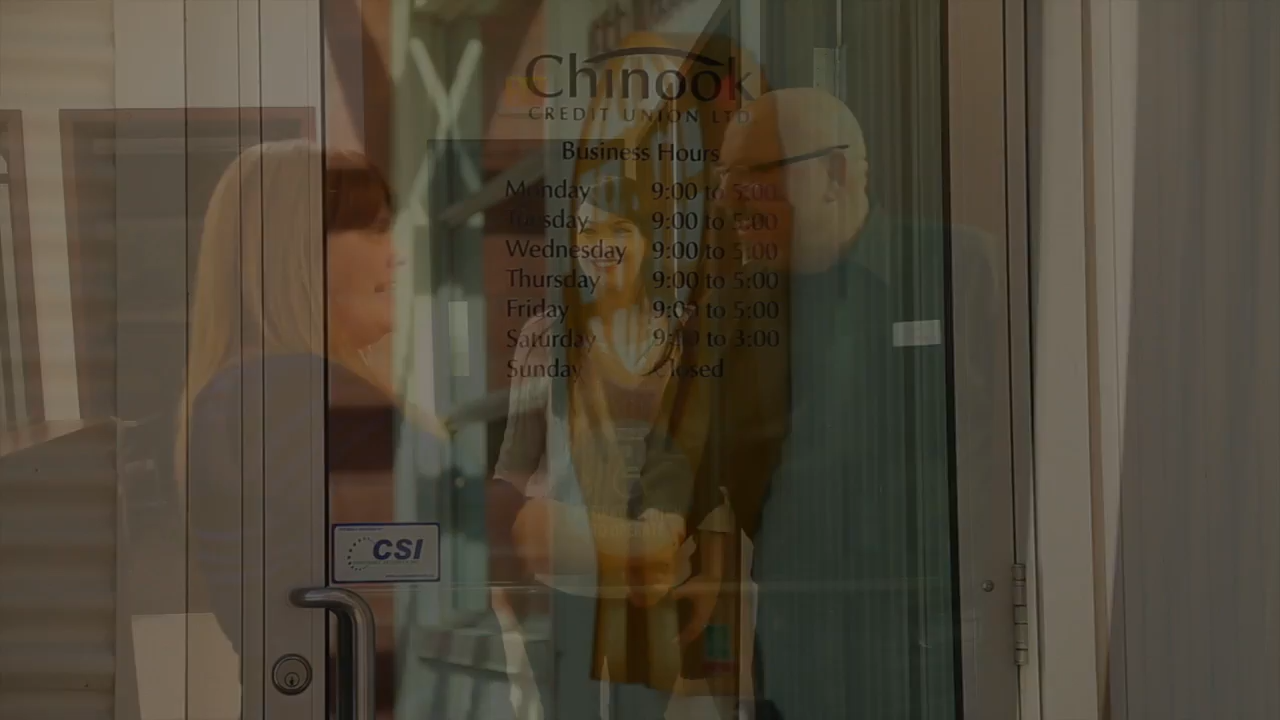 Chinook
CREDIT UNION LTD.
Business Hours
Monday 9:00 to 5:00
Tuesday 9:00 to 5:00
Wednesday 9:00 to 5:00
Thursday 9:00 to 5:00
Friday 9:00 to 5:00
Saturday 9:00 to 3:00
Sunday Closed
CSI